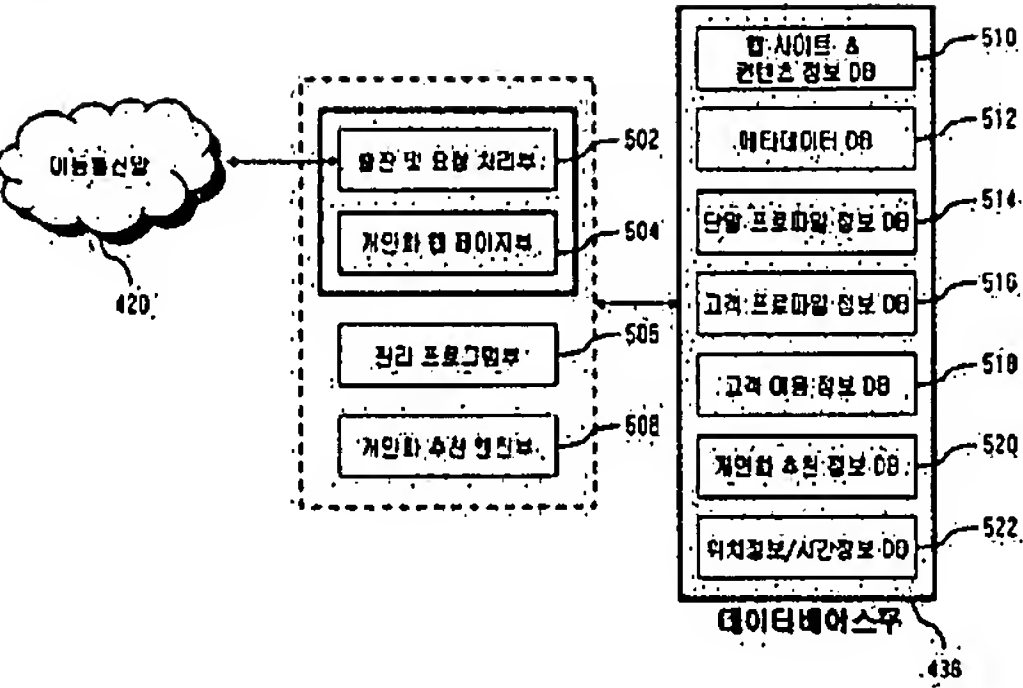 이동통신망
420
출판 및 요청 처리부
502
개인화 웹 페이지부
504
관리 프로그램부
506
개인화 추천 엔진부
508
웹 사이트 &
컨텐츠 정보 DB
510
메타데이터 DB
512
단말 프로파일 정보 DB
514
고객 프로파일 정보 DB
516
고객 이용 정보 DB
518
개인화 추천 정보 DB
520
위치정보/시간정보 DB
522
데이터베이스부
436